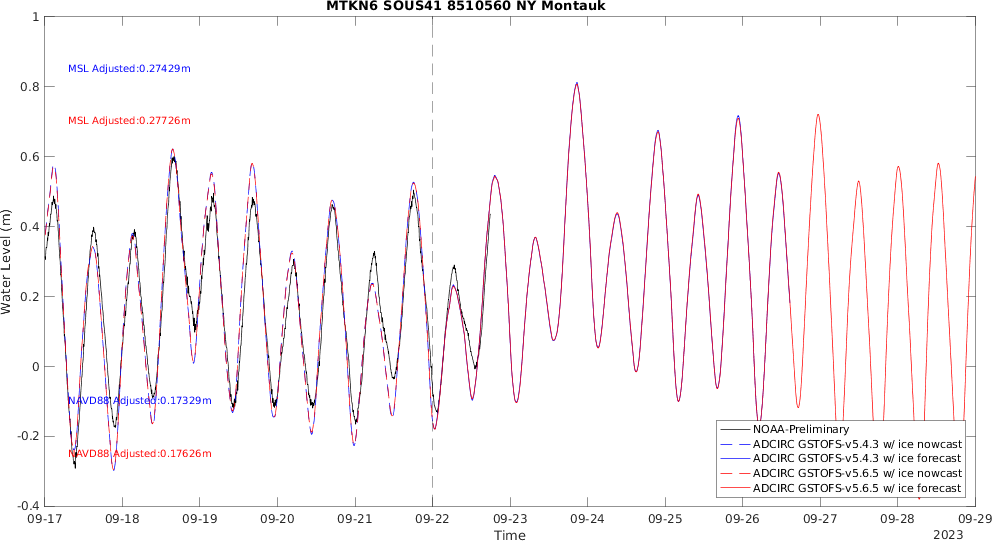 MTKN6 SOUS41 8510560 NY Montauk
1
0.8
0.6
0.4
0.2
0
-0.2
-0.4
Water Level (m)
MSL Adjusted:0.27429m
MSL Adjusted:0.27726m
NAVD88 Adjusted:0.17329m
NAVD88 Adjusted:0.17626m
NOAA-Preliminary
ADCIRC GSTOFS-v5.4.3 w/ ice nowcast
ADCIRC GSTOFS-v5.4.3 w/ ice forecast
ADCIRC GSTOFS-v5.6.5 w/ ice nowcast
ADCIRC GSTOFS-v5.6.5 w/ ice forecast
09-17 09-18 09-19 09-20 09-21 09-22 09-23 09-24 09-25 09-26 09-27 09-28 09-29
Time
2023